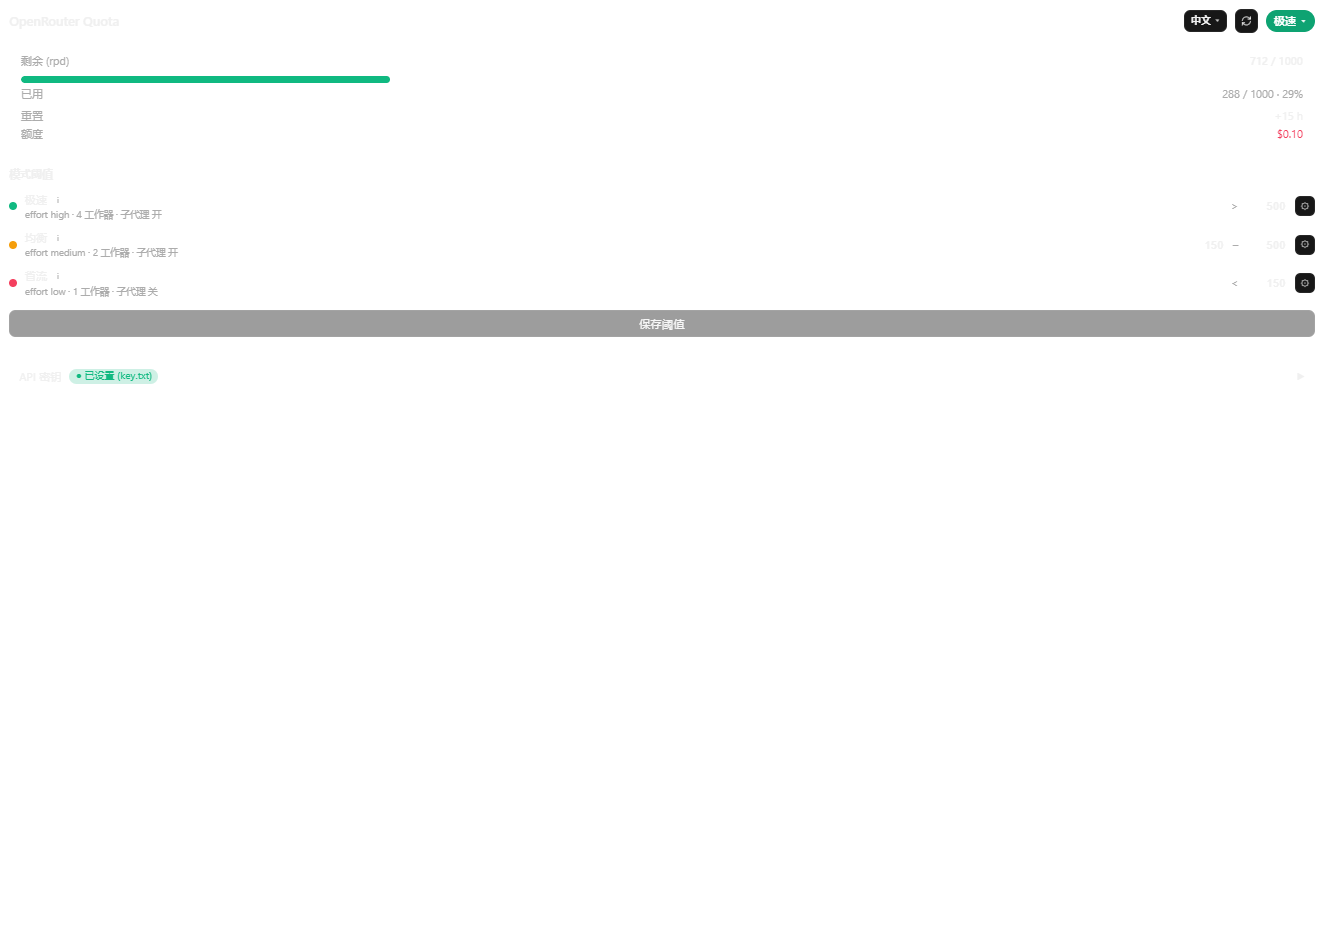 OpenRouter Quota 中文 极速
剩余 (rpd) 712 / 1000
已用 288 / 1000 · 29%
重置 +15 h
额度 $0.10
模式阈值
极速 i
effort high · 4 工作器 · 子代理 开 > 500
均衡 i
effort medium · 2 工作器 · 子代理 开 150 – 500
省流 i
effort low · 1 工作器 · 子代理 关 < 150
保存阈值
API 密钥 • 已设置 (key.txt)